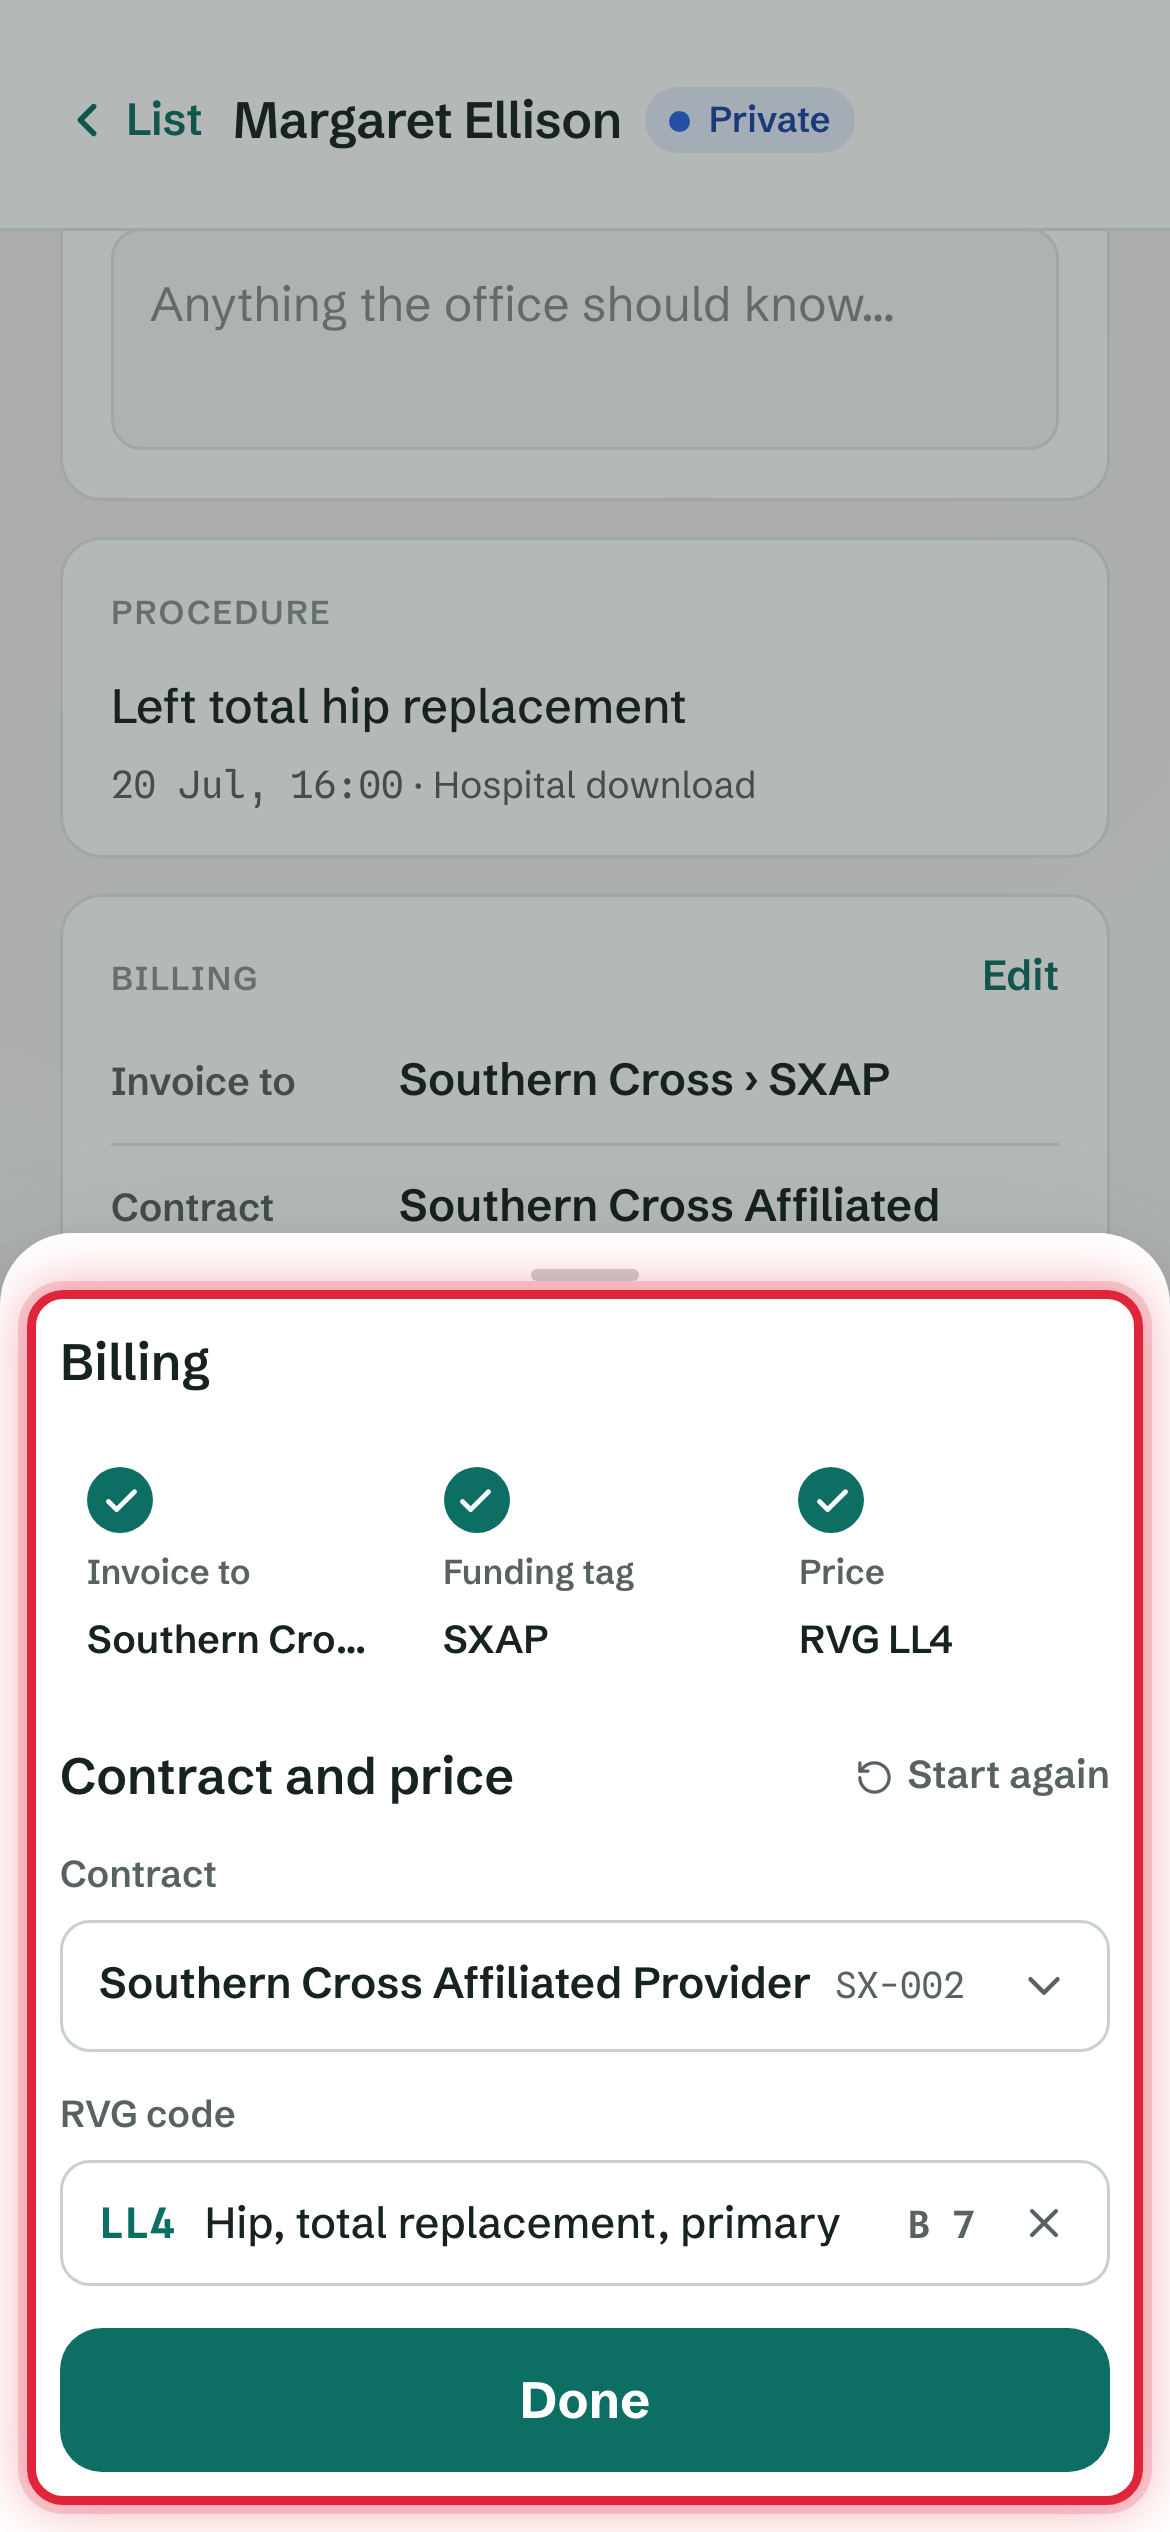 List Margaret Ellison Private
Anything the office should know...
PROCEDURE
Left total hip replacement
20 Jul, 16:00 · Hospital download
BILLING Edit
Invoice to Southern Cross › SXAP
Contract Southern Cross Affiliated
Billing
Invoice to Funding tag Price
Southern Cro... SXAP RVG LL4
Contract and price Start again
Contract
Southern Cross Affiliated Provider SX-002
RVG code
LL4 Hip, total replacement, primary B 7
Done